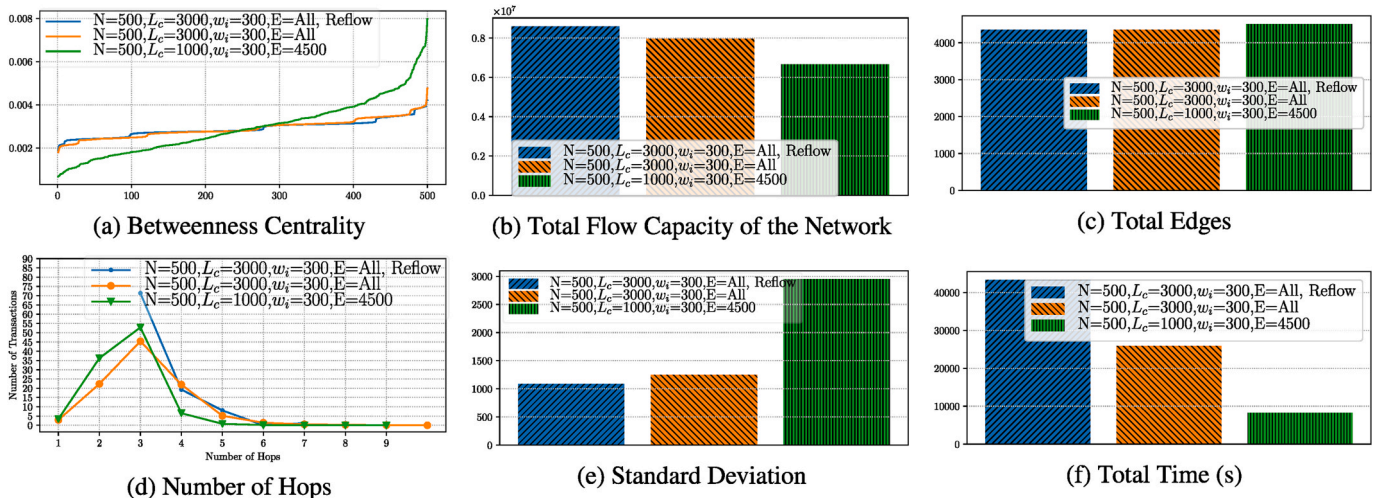 0.008
0.006
0.004
0.002
N=500,L_c=3000,w_i=300,E=All, Reflow
N=500,L_c=3000,w_i=300,E=All
N=500,L_c=1000,w_i=300,E=4500
0 100 200 300 400 500
(a) Betweenness Centrality
×10⁷
0.8
0.6
0.4
0.2
0.0
N=500,L_c=3000,w_i=300,E=All, Reflow
N=500,L_c=3000,w_i=300,E=All
N=500,L_c=1000,w_i=300,E=4500
(b) Total Flow Capacity of the Network
4000
3000
2000
1000
0
N=500,L_c=3000,w_i=300,E=All, Reflow
N=500,L_c=3000,w_i=300,E=All
N=500,L_c=1000,w_i=300,E=4500
(c) Total Edges
Number of Transactions
90
85
80
75
70
65
60
55
50
45
40
35
30
25
20
15
10
5
0
N=500,L_c=3000,w_i=300,E=All, Reflow
N=500,L_c=3000,w_i=300,E=All
N=500,L_c=1000,w_i=300,E=4500
1 2 3 4 5 6 7 8 9
Number of Hops
(d) Number of Hops
3000
2500
2000
1500
1000
500
0
N=500,L_c=3000,w_i=300,E=All, Reflow
N=500,L_c=3000,w_i=300,E=All
N=500,L_c=1000,w_i=300,E=4500
(e) Standard Deviation
40000
30000
20000
10000
0
N=500,L_c=3000,w_i=300,E=All, Reflow
N=500,L_c=3000,w_i=300,E=All
N=500,L_c=1000,w_i=300,E=4500
(f) Total Time (s)